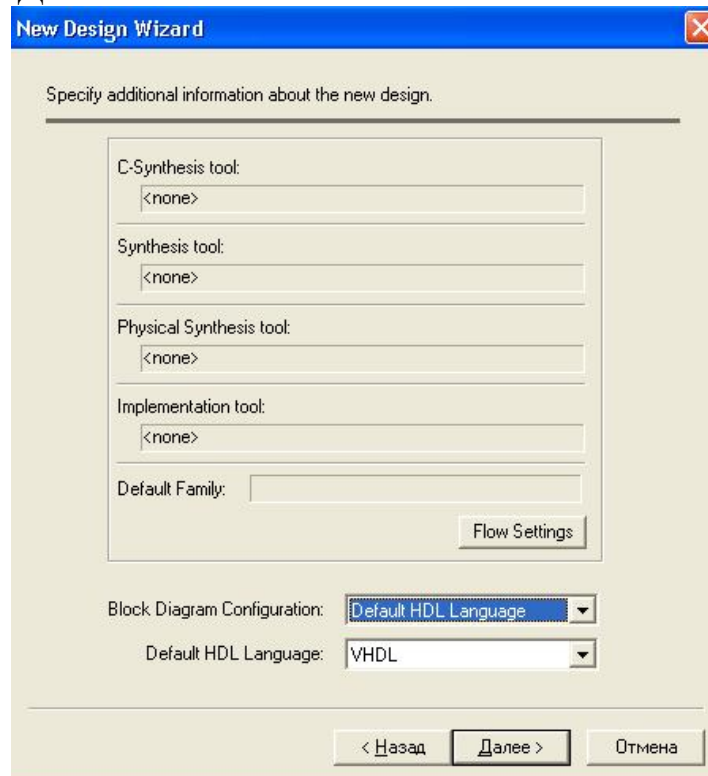 New Design Wizard
Specify additional information about the new design.
C-Synthesis tool:
<none>
Synthesis tool:
<none>
Physical Synthesis tool:
<none>
Implementation tool:
<none>
Default Family:
Flow Settings
Block Diagram Configuration: Default HDL Language
Default HDL Language: VHDL
< Назад Далее > Отмена